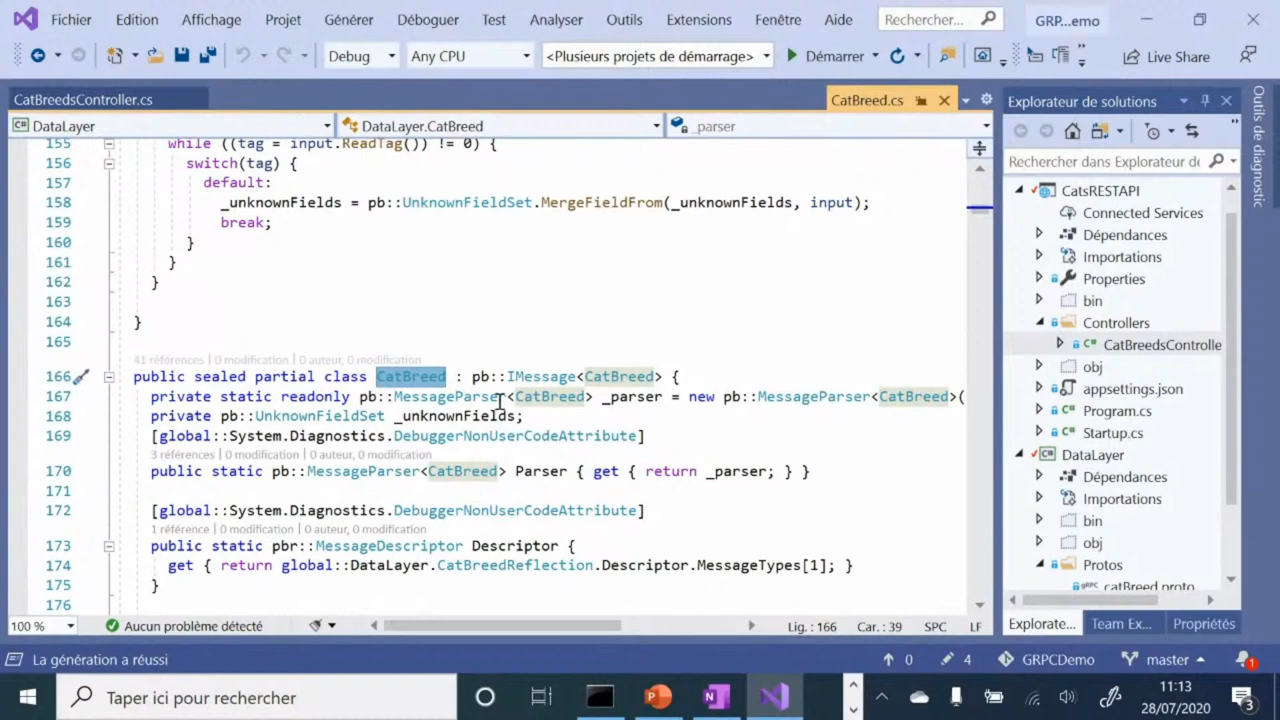 Fichier Edition Affichage Projet Générer Déboguer Test Analyser Outils Extensions Fenêtre Aide Rechercher... GRP...emo
Debug Any CPU <Plusieurs projets de démarrage> Démarrer Live Share
CatBreedsController.cs CatBreed.cs
DataLayer DataLayer.CatBreed _parser
155 while ((tag = input.ReadTag()) != 0) {
156 switch(tag) {
157 default:
158 _unknownFields = pb::UnknownFieldSet.MergeFieldFrom(_unknownFields, input);
159 break;
160 }
161 }
162 }
163
164 }
165
41 références | 0 modification | 0 auteur, 0 modification
166 public sealed partial class CatBreed : pb::IMessage<CatBreed> {
167 private static readonly pb::MessageParser<CatBreed> _parser = new pb::MessageParser<CatBreed>(
168 private pb::UnknownFieldSet _unknownFields;
169 [global::System.Diagnostics.DebuggerNonUserCodeAttribute]
3 références | 0 modification | 0 auteur, 0 modification
170 public static pb::MessageParser<CatBreed> Parser { get { return _parser; } }
171
172 [global::System.Diagnostics.DebuggerNonUserCodeAttribute]
1 référence | 0 modification | 0 auteur, 0 modification
173 public static pbr::MessageDescriptor Descriptor {
174 get { return global::DataLayer.CatBreedReflection.Descriptor.MessageTypes[1]; }
175 }
176
100 % Aucun problème détecté Lig. : 166 Car. : 39 SPC LF
Explorateur de solutions
Rechercher dans Explorateur de
CatsRESTAPI
Connected Services
Dépendances
Importations
Properties
bin
Controllers
C# CatBreedsControlle
obj
appsettings.json
C# Program.cs
C# Startup.cs
C# DataLayer
Dépendances
Importations
bin
obj
Protos
gRPC catBreed.proto
Explorate... Team Ex... Propriétés
Outils de diagnostic
La génération a réussi 0 4 GRPCDemo master 1
Taper ici pour rechercher
11:13
28/07/2020
3